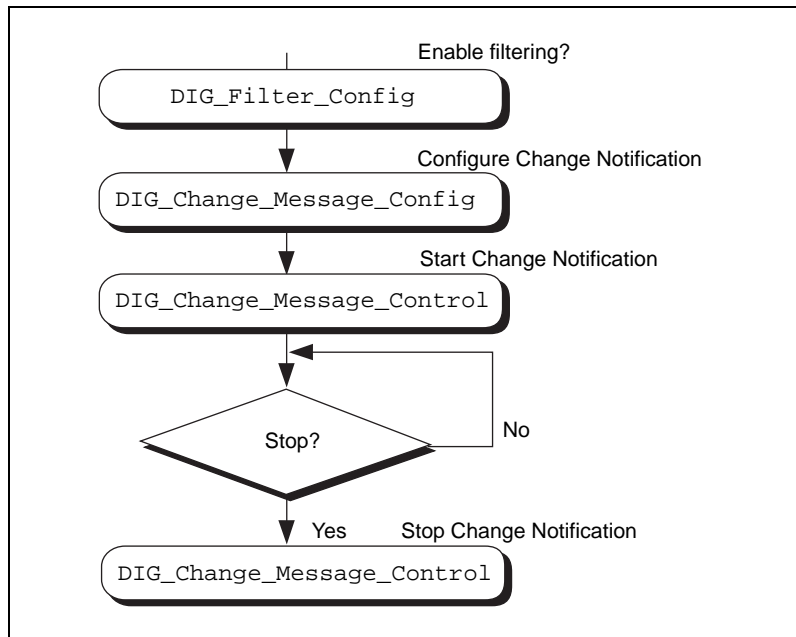 Enable filtering?
DIG_Filter_Config
Configure Change Notification
DIG_Change_Message_Config
Start Change Notification
DIG_Change_Message_Control
Stop?
No
Yes
Stop Change Notification
DIG_Change_Message_Control